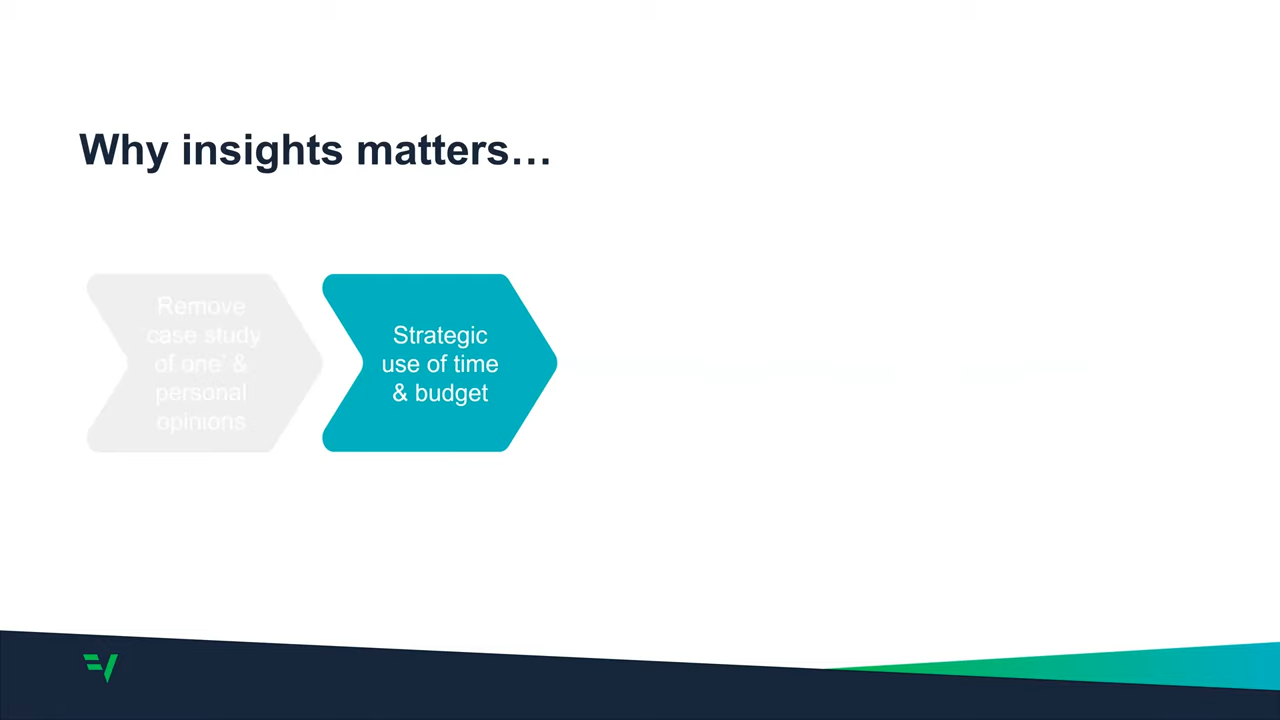 Why insights matters…
Remove
'case study
of one' &
personal
opinions
Strategic
use of time
& budget